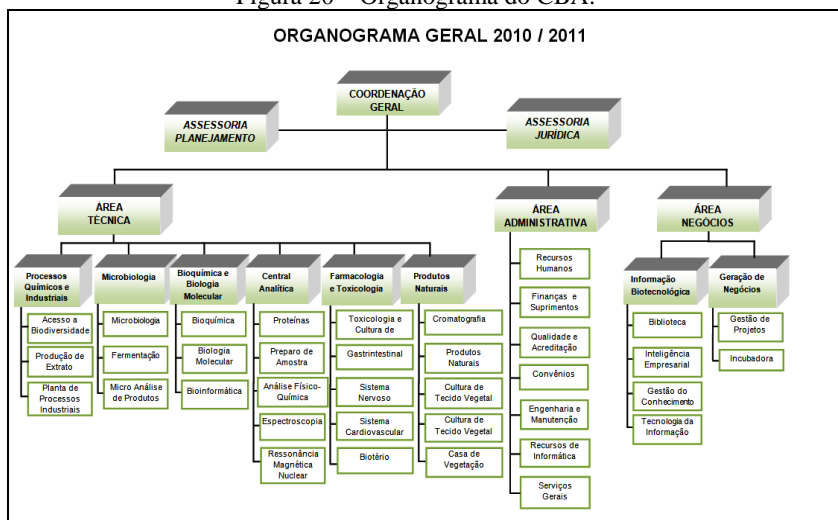 Figura 20 – Organograma do CBA.
ORGANOGRAMA GERAL 2010 / 2011
COORDENAÇÃO
GERAL
ASSESSORIA
PLANEJAMENTO
ASSESSORIA
JURÍDICA
ÁREA
TÉCNICA
ÁREA
ADMINISTRATIVA
ÁREA
NEGÓCIOS
Processos
Químicos e
Industriais
Acesso a
Biodiversidade
Produção de
Extrato
Planta de
Processos
Industriais
Microbiologia
Microbiologia
Fermentação
Micro Análise
de Produtos
Bioquímica e
Biologia
Molecular
Bioquímica
Biologia
Molecular
Bioinformática
Central
Analítica
Proteínas
Preparo de
Amostra
Análise Físico-
Química
Espectroscopia
Ressonância
Magnética
Nuclear
Farmacologia
e Toxicologia
Toxicologia e
Cultura de
Gastrintestinal
Sistema
Nervoso
Sistema
Cardiovascular
Biotério
Produtos
Naturais
Cromatografia
Produtos
Naturais
Cultura de
Tecido Vegetal
Cultura de
Tecido Vegetal
Casa de
Vegetação
Recursos
Humanos
Finanças e
Suprimentos
Qualidade e
Acreditação
Convênios
Engenharia e
Manutenção
Recursos de
Informática
Serviços
Gerais
Informação
Biotecnológica
Biblioteca
Inteligência
Empresarial
Gestão do
Conhecimento
Tecnologia da
Informação
Geração de
Negócios
Gestão de
Projetos
Incubadora